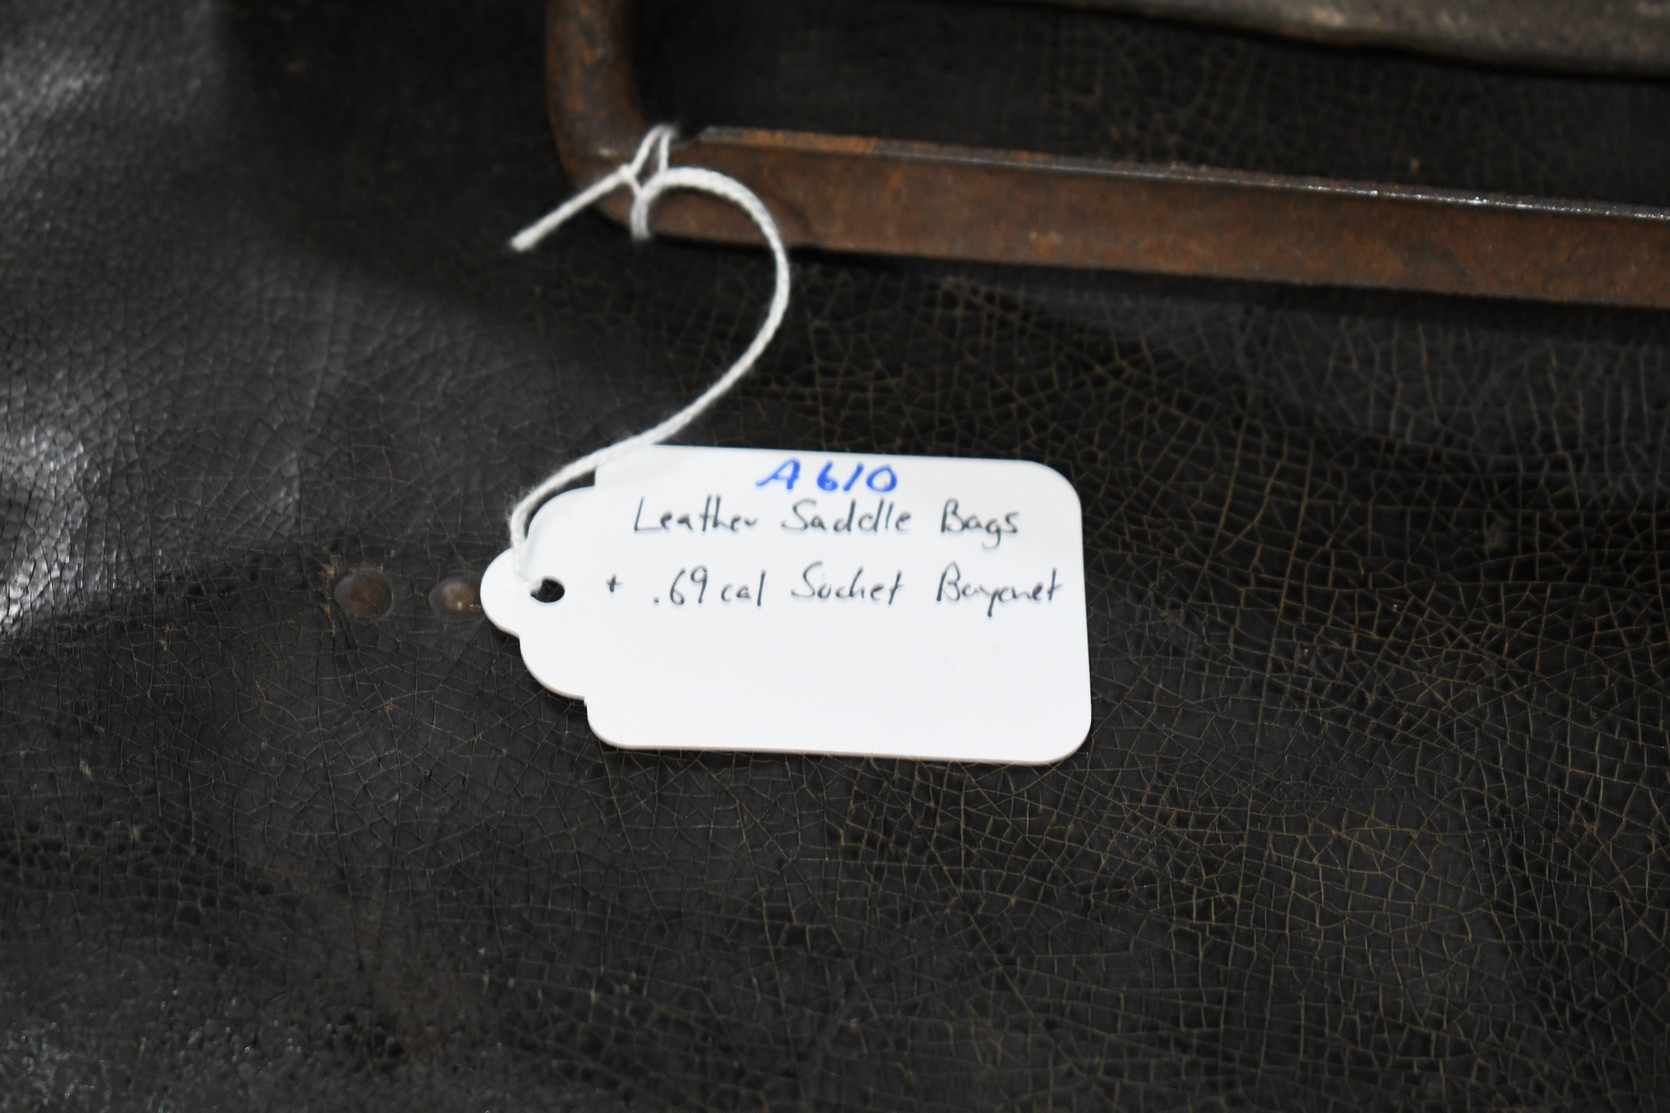 A610
Leather Saddle Bags
+ .69 cal Socket Bayonet